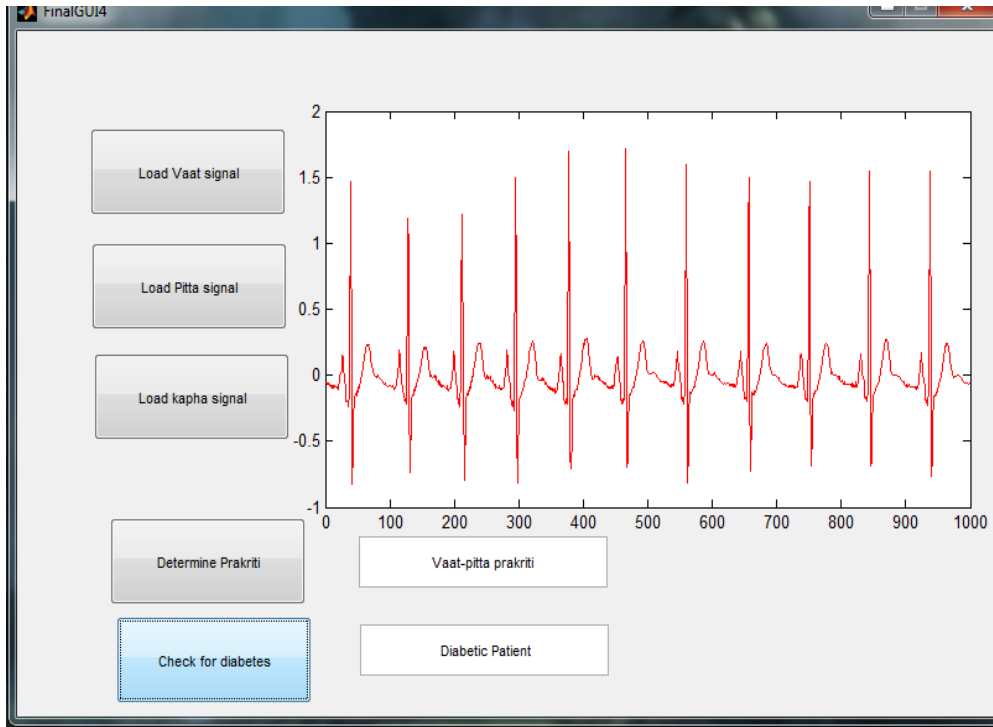 FinalGUI4
Load Vaat signal
Load Pitta signal
Load kapha signal
2
1.5
1
0.5
0
-0.5
-1
0 100 200 300 400 500 600 700 800 900 1000
Determine Prakriti
Vaat-pitta prakriti
Check for diabetes
Diabetic Patient